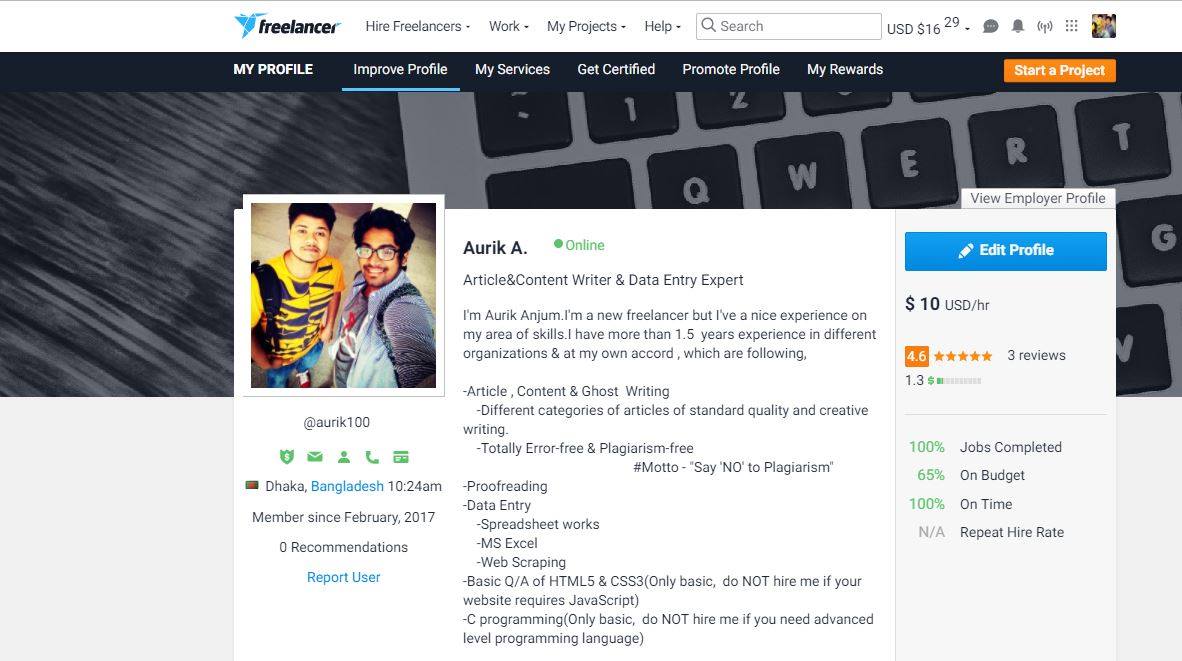 freelancer
Hire Freelancers
Work
My Projects
Help
Search
USD $16.29
MY PROFILE
Improve Profile
My Services
Get Certified
Promote Profile
My Rewards
Start a Project
~
1
2
Q
W
E
R
T
G
V
View Employer Profile
Aurik A.
Online
Article&Content Writer & Data Entry Expert
I'm Aurik Anjum.I'm a new freelancer but I've a nice experience on
my area of skills.I have more than 1.5 years experience in different
organizations & at my own accord , which are following,
-Article , Content & Ghost Writing
-Different categories of articles of standard quality and creative
writing.
-Totally Error-free & Plagiarism-free
#Motto - "Say 'NO' to Plagiarism"
-Proofreading
-Data Entry
-Spreadsheet works
-MS Excel
-Web Scraping
-Basic Q/A of HTML5 & CSS3(Only basic, do NOT hire me if your
website requires JavaScript)
-C programming(Only basic, do NOT hire me if you need advanced
level programming language)
@aurik100
Dhaka, Bangladesh 10:24am
Member since February, 2017
0 Recommendations
Report User
Edit Profile
$ 10 USD/hr
4.6
3 reviews
1.3 $
100% Jobs Completed
65% On Budget
100% On Time
N/A Repeat Hire Rate